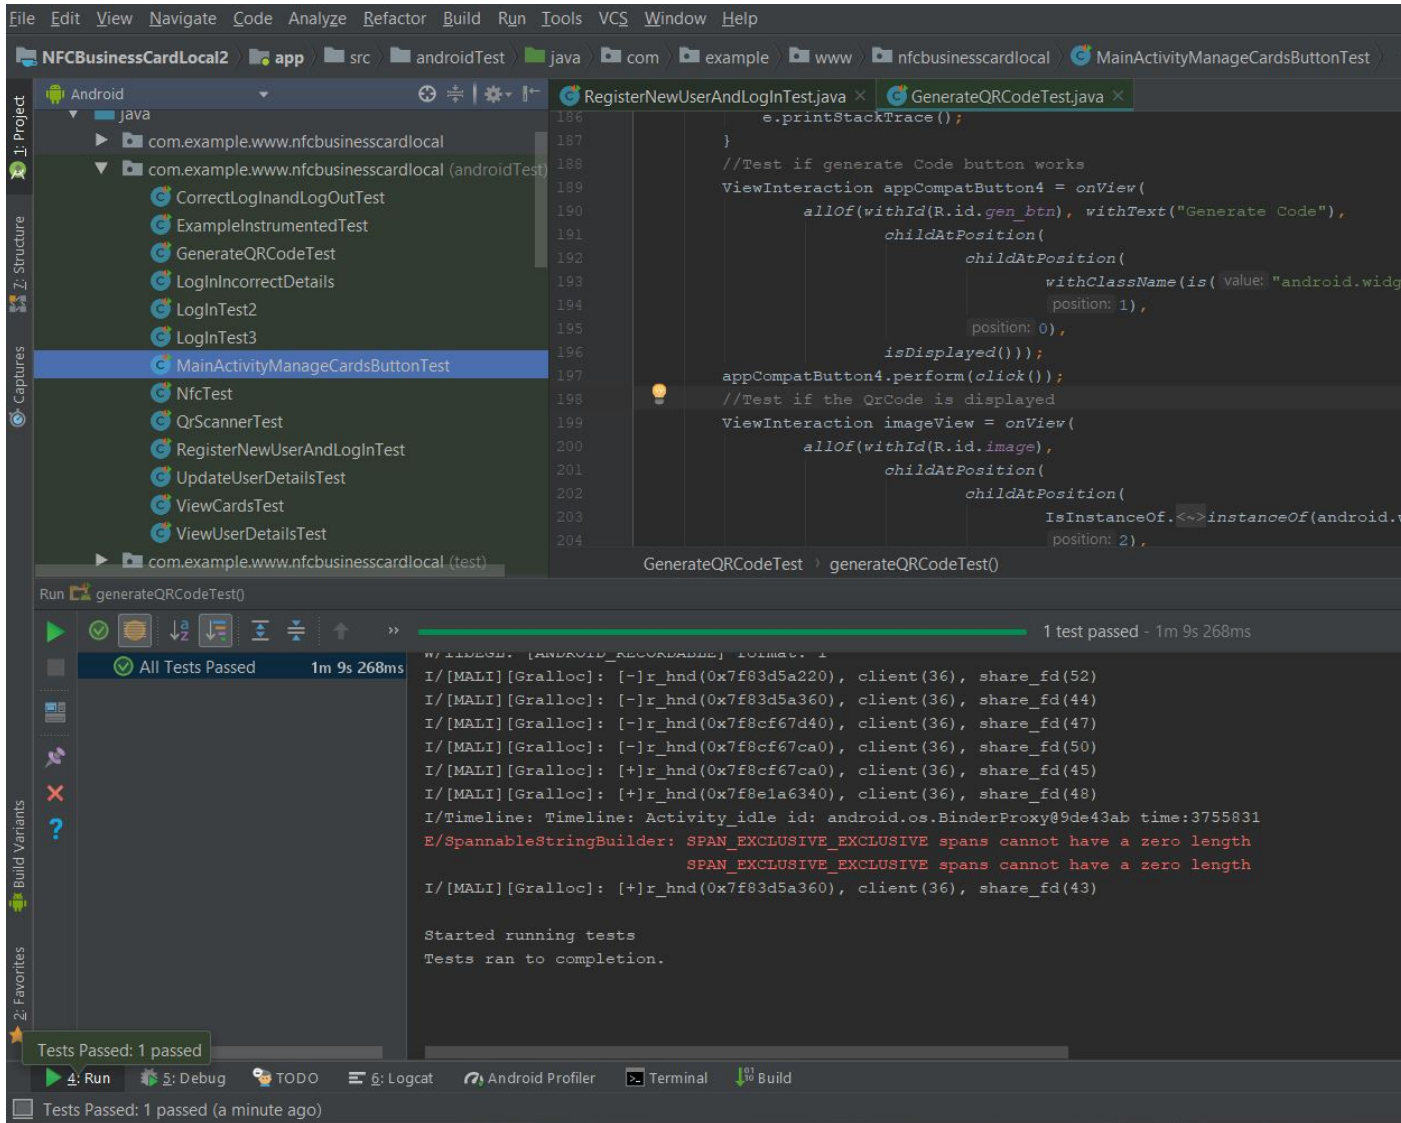 File Edit View Navigate Code Analyze Refactor Build Run Tools VCS Window Help
NFCBusinessCardLocal2 app src androidTest java com example www nfcbusinesscardlocal MainActivityManageCardsButtonTest
1: Project
Z: Structure
Captures
Build Variants
2: Favorites
Android
java
com.example.www.nfcbusinesscardlocal
com.example.www.nfcbusinesscardlocal (androidTest)
CorrectLogInandLogOutTest
ExampleInstrumentedTest
GenerateQRCodeTest
LogInIncorrectDetails
LogInTest2
LogInTest3
MainActivityManageCardsButtonTest
NfcTest
QrScannerTest
RegisterNewUserAndLogInTest
UpdateUserDetailsTest
ViewCardsTest
ViewUserDetailsTest
com.example.www.nfcbusinesscardlocal (test)
RegisterNewUserAndLogInTest.java × GenerateQRCodeTest.java ×
186 e.printStackTrace();
187 }
188 //Test if generate Code button works
189 ViewInteraction appCompatButton4 = onView(
190 allOf(withId(R.id.gen_btn), withText("Generate Code"),
191 childAtPosition(
192 childAtPosition(
193 withClassName(is( value: "android.widg
194 position: 1),
195 position: 0),
196 isDisplayed()));
197 appCompatButton4.perform(click());
198 //Test if the QrCode is displayed
199 ViewInteraction imageView = onView(
200 allOf(withId(R.id.image),
201 childAtPosition(
202 childAtPosition(
203 IsInstanceOf.<~>instanceOf(android.
204 position: 2),
GenerateQRCodeTest › generateQRCodeTest()
Run generateQRCodeTest()
» 1 test passed - 1m 9s 268ms
All Tests Passed 1m 9s 268ms
W/libEGL: [ANDROID_RECORDABLE] format: 1
I/[MALI][Gralloc]: [-]r_hnd(0x7f83d5a220), client(36), share_fd(52)
I/[MALI][Gralloc]: [-]r_hnd(0x7f83d5a360), client(36), share_fd(44)
I/[MALI][Gralloc]: [-]r_hnd(0x7f8cf67d40), client(36), share_fd(47)
I/[MALI][Gralloc]: [-]r_hnd(0x7f8cf67ca0), client(36), share_fd(50)
I/[MALI][Gralloc]: [+]r_hnd(0x7f8cf67ca0), client(36), share_fd(45)
I/[MALI][Gralloc]: [+]r_hnd(0x7f8e1a6340), client(36), share_fd(48)
I/Timeline: Timeline: Activity_idle id: android.os.BinderProxy@9de43ab time:3755831
E/SpannableStringBuilder: SPAN_EXCLUSIVE_EXCLUSIVE spans cannot have a zero length
SPAN_EXCLUSIVE_EXCLUSIVE spans cannot have a zero length
I/[MALI][Gralloc]: [+]r_hnd(0x7f83d5a360), client(36), share_fd(43)
Started running tests
Tests ran to completion.
Tests Passed: 1 passed
4: Run 5: Debug TODO 6: Logcat Android Profiler Terminal Build
Tests Passed: 1 passed (a minute ago)